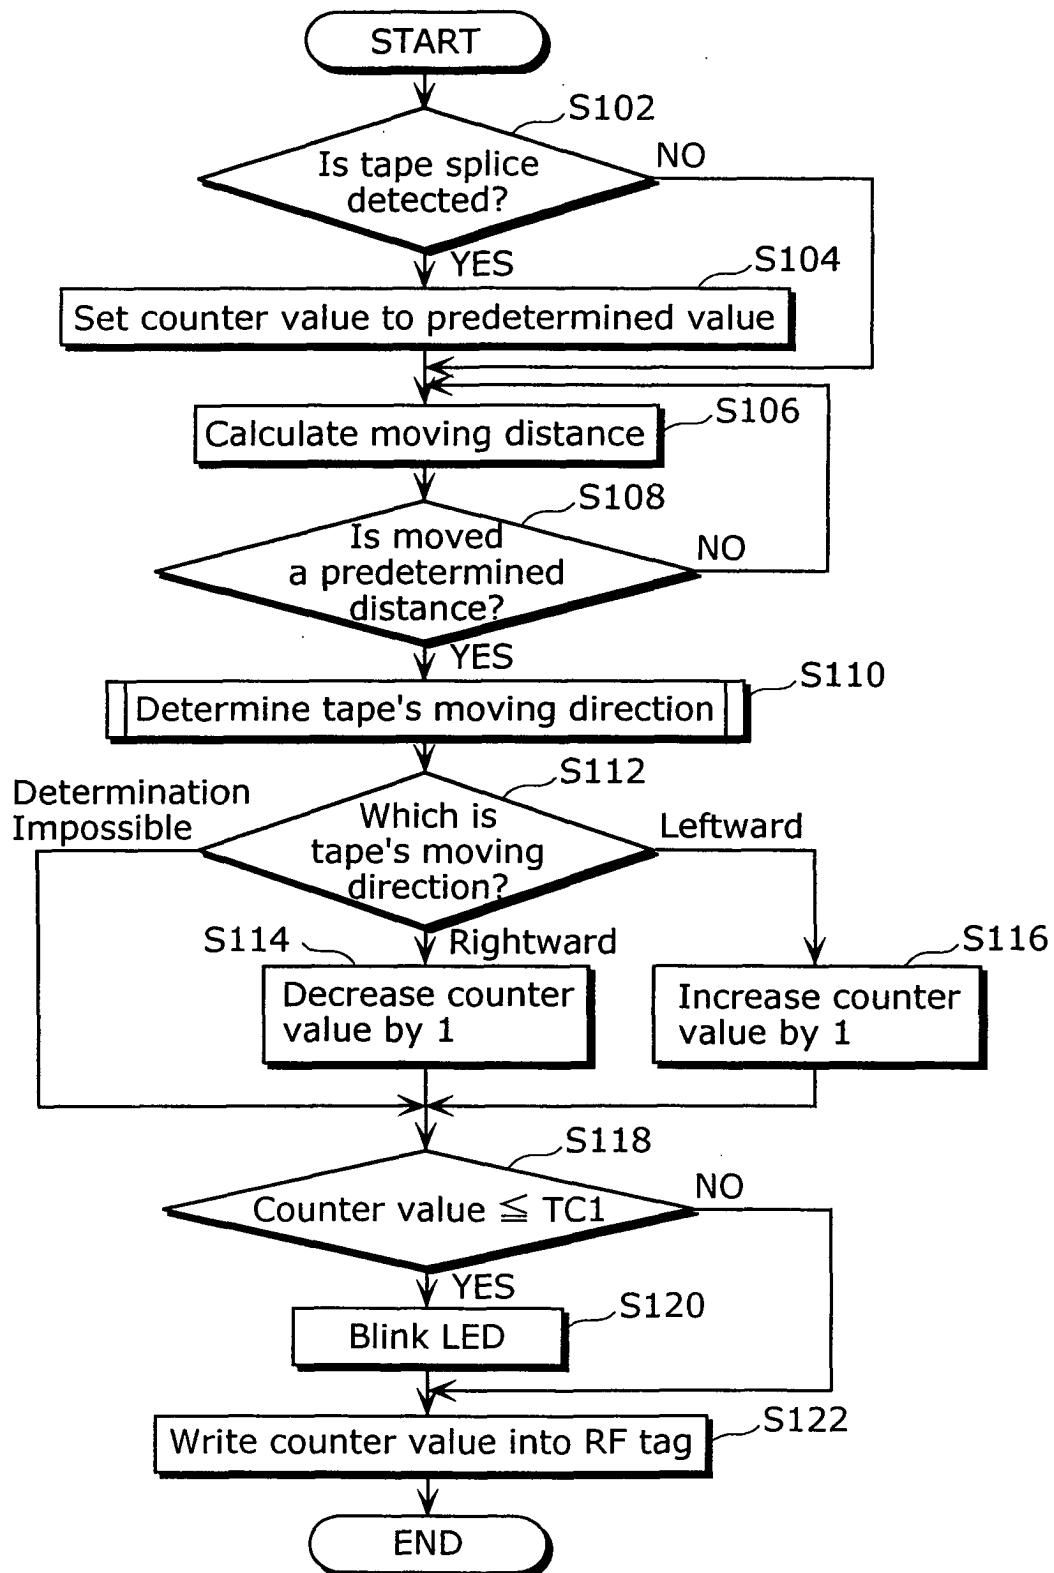 START
S102
Is tape splice
detected?
NO
YES
S104
Set counter value to predetermined value
S106
Calculate moving distance
S108
Is moved
a predetermined
distance?
NO
YES
S110
Determine tape's moving direction
S112
Determination
Impossible
Which is
tape's moving
direction?
Leftward
S114
Rightward
S116
Decrease counter
value by 1
Increase counter
value by 1
S118
Counter value ≦ TC1
NO
YES
S120
Blink LED
S122
Write counter value into RF tag
END